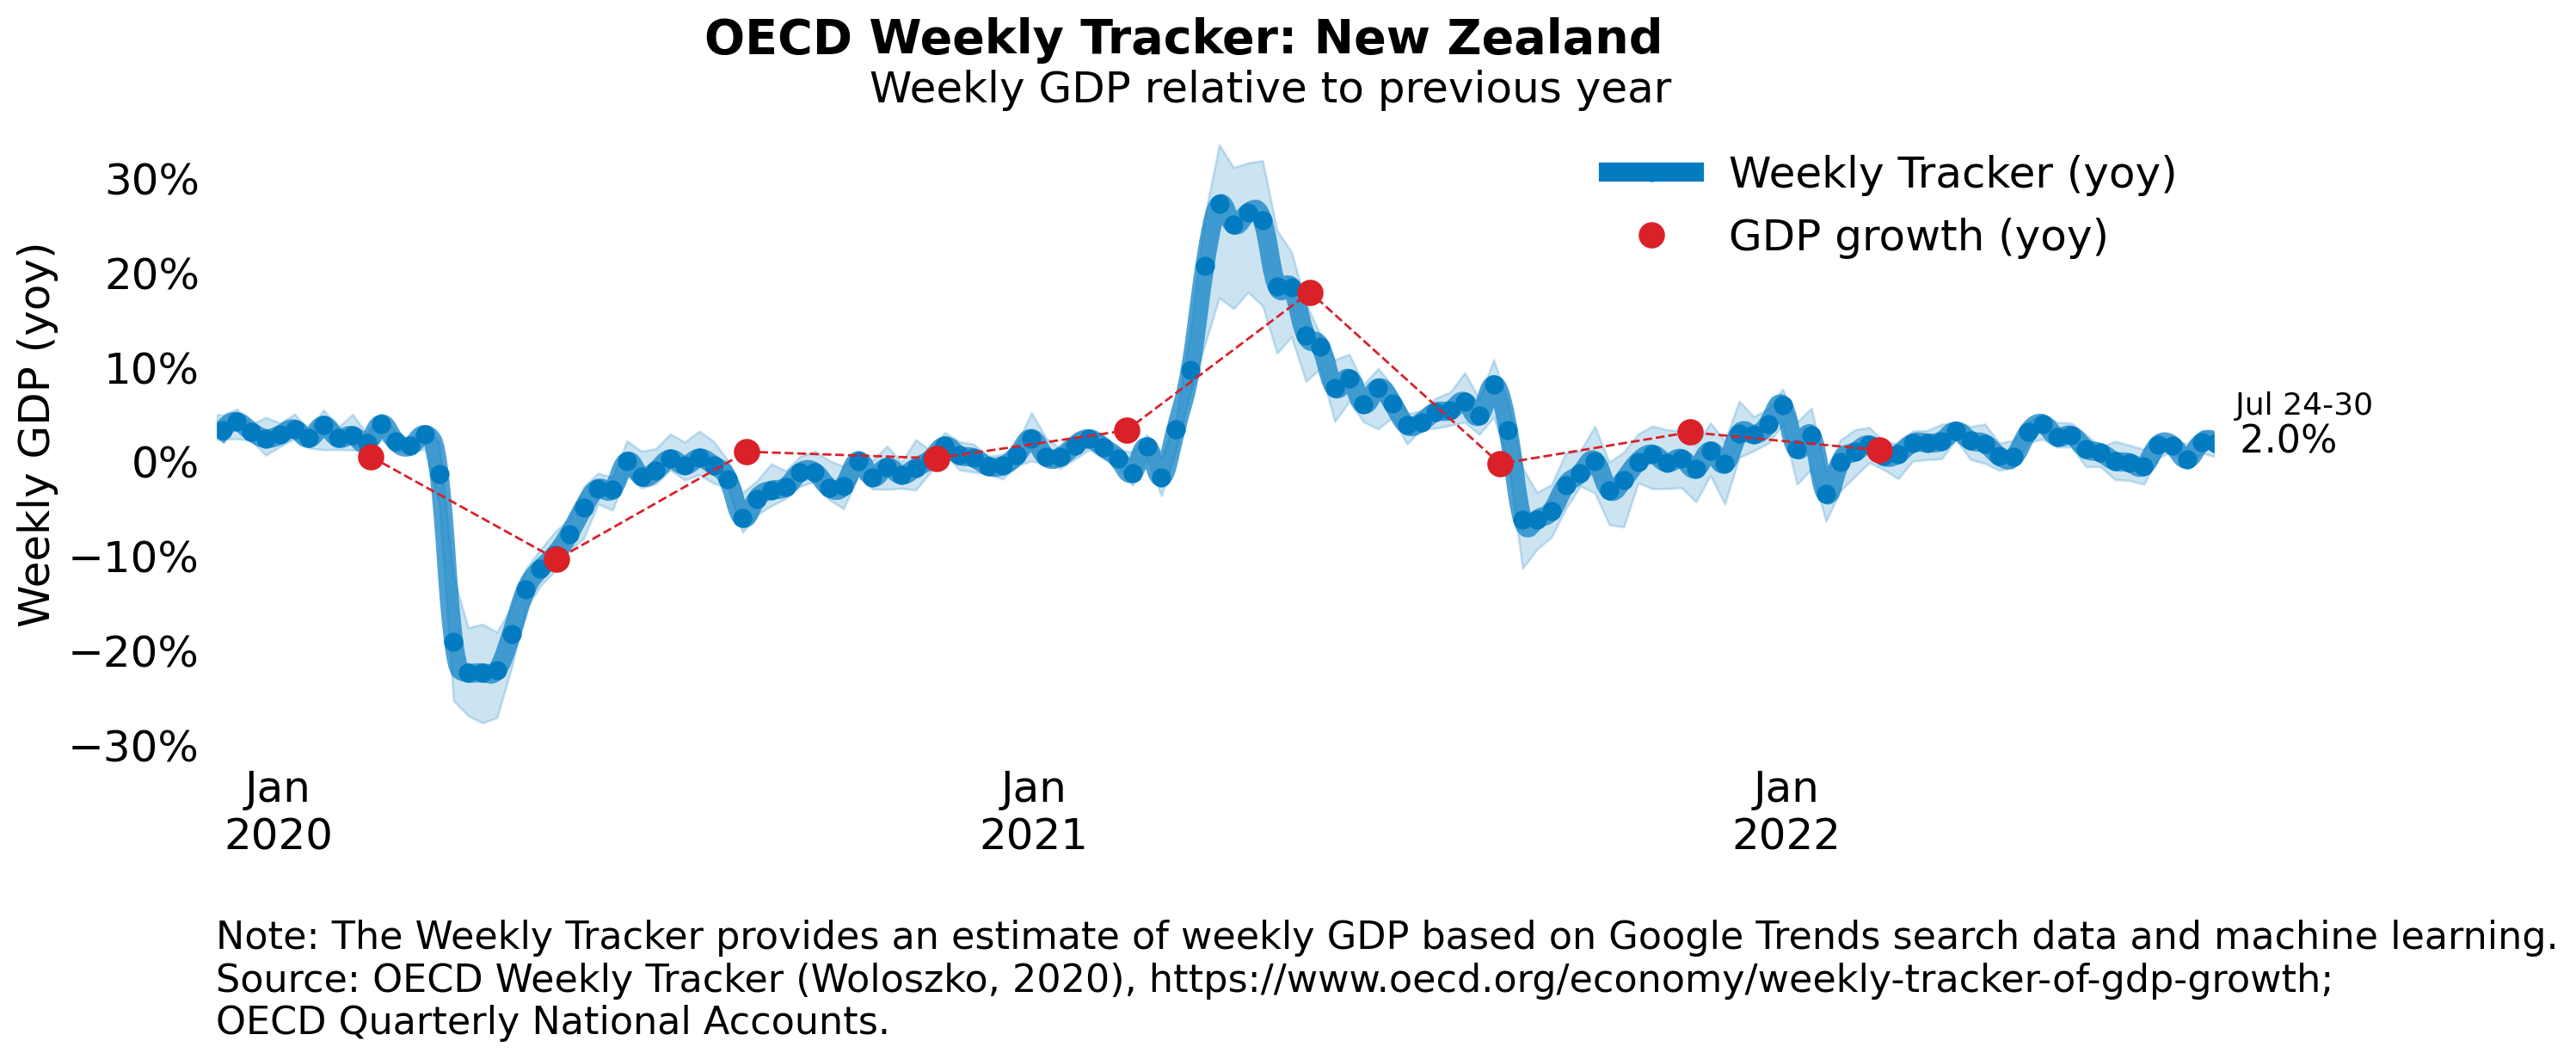 OECD Weekly Tracker: New Zealand
Weekly GDP relative to previous year
Weekly GDP (yoy)
30%
20%
10%
0%
−10%
−20%
−30%
Weekly Tracker (yoy)
GDP growth (yoy)
Jul 24-30
2.0%
Jan
2020
Jan
2021
Jan
2022
Note: The Weekly Tracker provides an estimate of weekly GDP based on Google Trends search data and machine learning.
Source: OECD Weekly Tracker (Woloszko, 2020), https://www.oecd.org/economy/weekly-tracker-of-gdp-growth;
OECD Quarterly National Accounts.